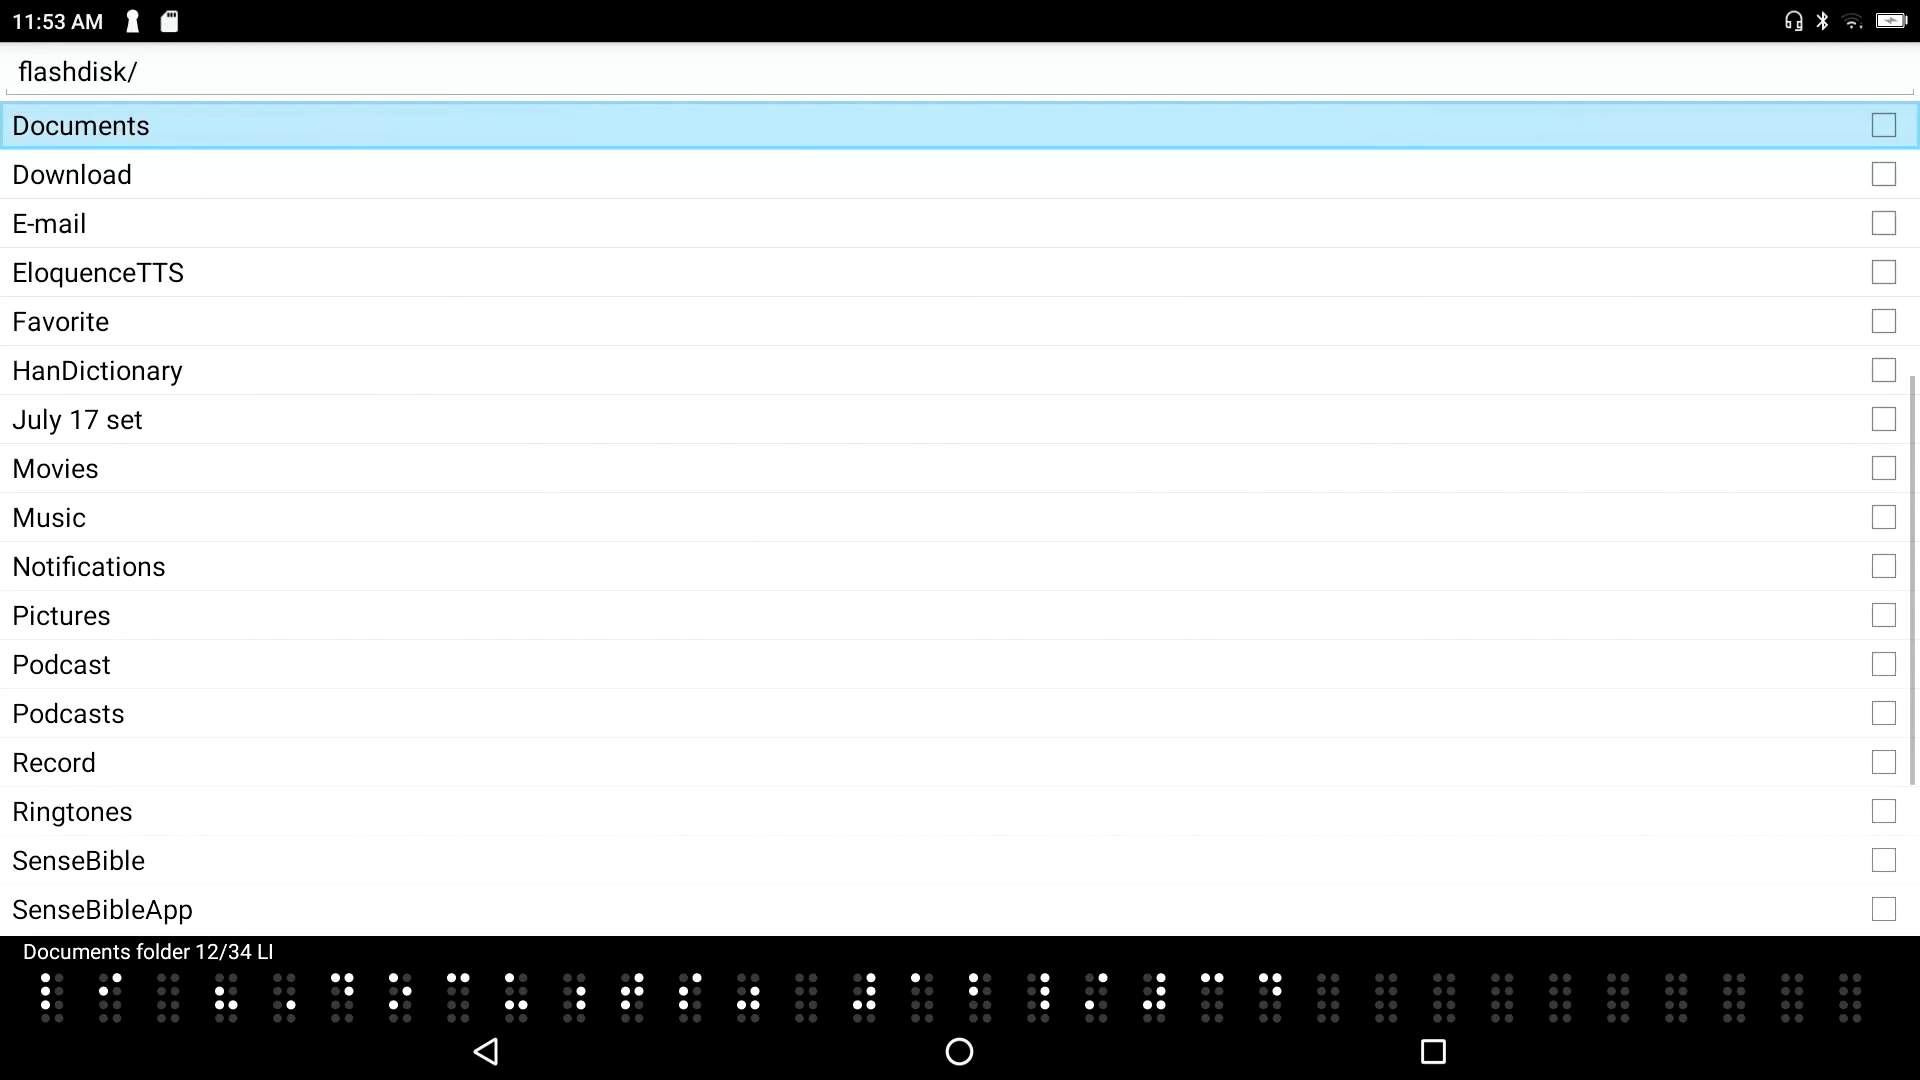 11:53 AM
flashdisk/
Documents
Download
E-mail
EloquenceTTS
Favorite
HanDictionary
July 17 set
Movies
Music
Notifications
Pictures
Podcast
Podcasts
Record
Ringtones
SenseBible
SenseBibleApp
Documents folder 12/34 LI